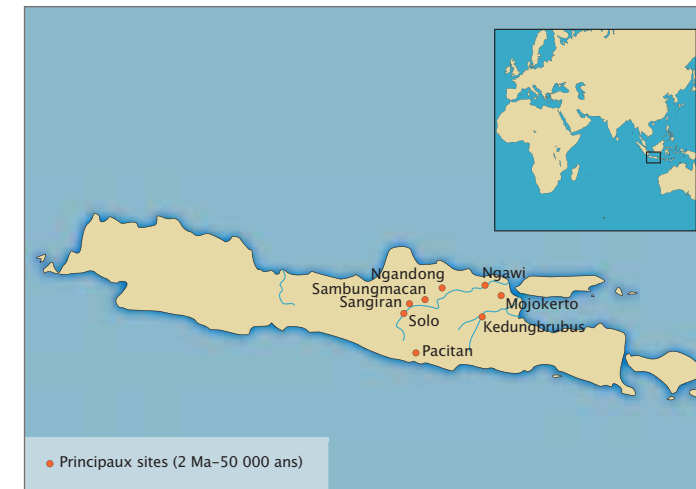 Ngandong
Ngawi
Sambungmacan
Sangiran
Mojokerto
Solo
Kedungbrubus
Pacitan
Principaux sites (2 Ma–50 000 ans)